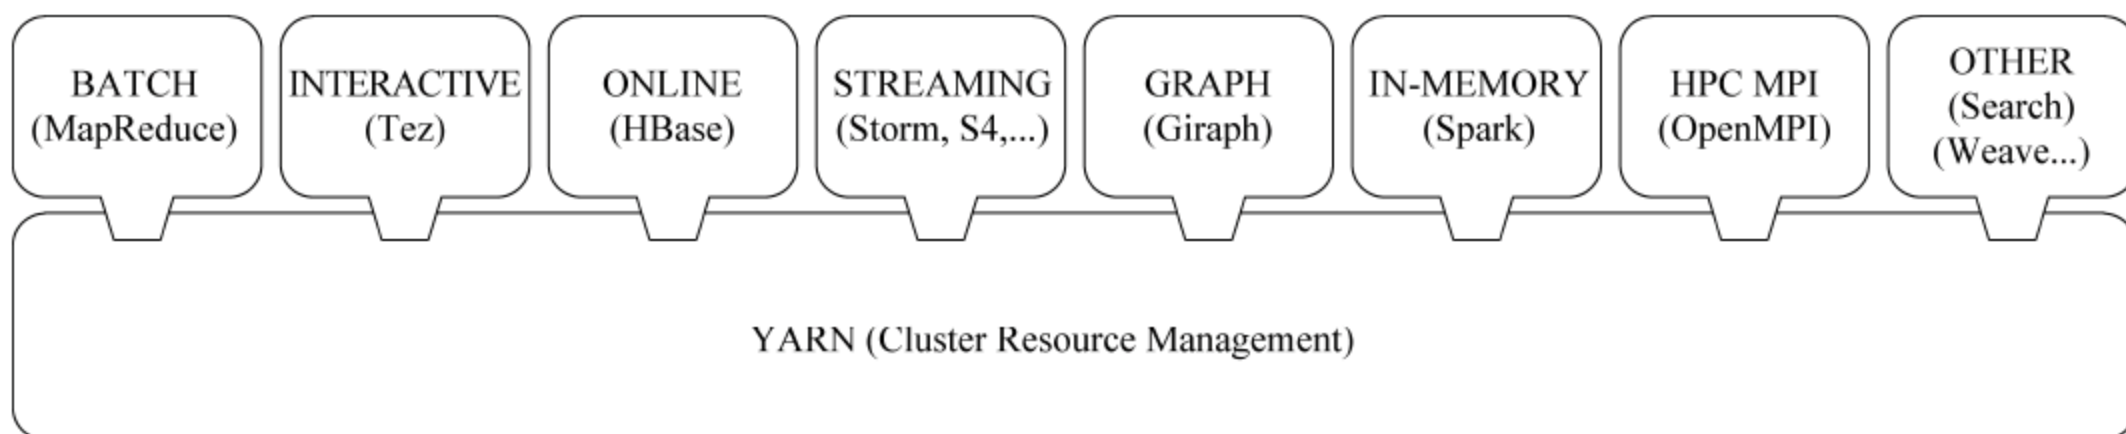 BATCH
(MapReduce)
INTERACTIVE
(Tez)
ONLINE
(HBase)
STREAMING
(Storm, S4,...)
GRAPH
(Giraph)
IN-MEMORY
(Spark)
HPC MPI
(OpenMPI)
OTHER
(Search)
(Weave...)
YARN (Cluster Resource Management)